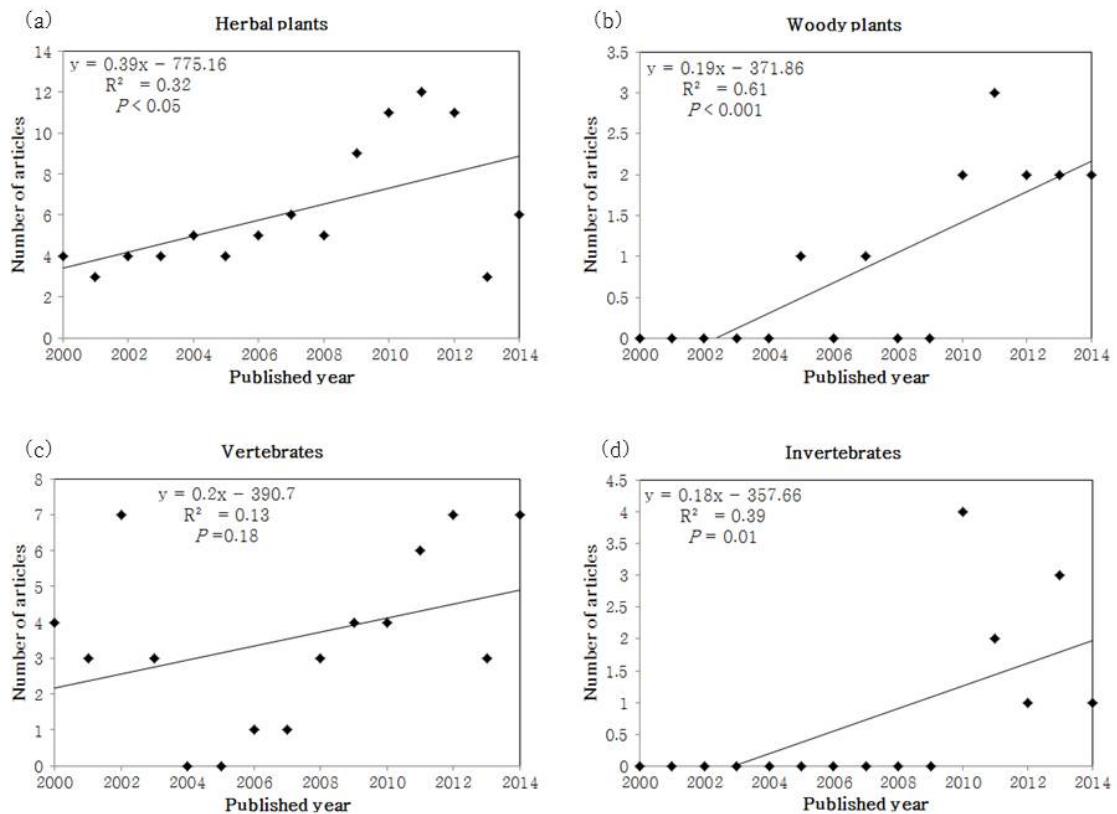 (a)
Herbal plants
y = 0.39x − 775.16
R² = 0.32
P < 0.05
Number of articles
14
12
10
8
6
4
2
0
2000 2002 2004 2006 2008 2010 2012 2014
Published year
(b)
Woody plants
y = 0.19x − 371.86
R² = 0.61
P < 0.001
Number of articles
3.5
3
2.5
2
1.5
1
0.5
0
2000 2002 2004 2006 2008 2010 2012 2014
Published year
(c)
Vertebrates
y = 0.2x − 390.7
R² = 0.13
P =0.18
Number of articles
8
7
6
5
4
3
2
1
0
2000 2002 2004 2006 2008 2010 2012 2014
Published year
(d)
Invertebrates
y = 0.18x − 357.66
R² = 0.39
P = 0.01
Number of articles
4.5
4
3.5
3
2.5
2
1.5
1
0.5
0
2000 2002 2004 2006 2008 2010 2012 2014
Published year